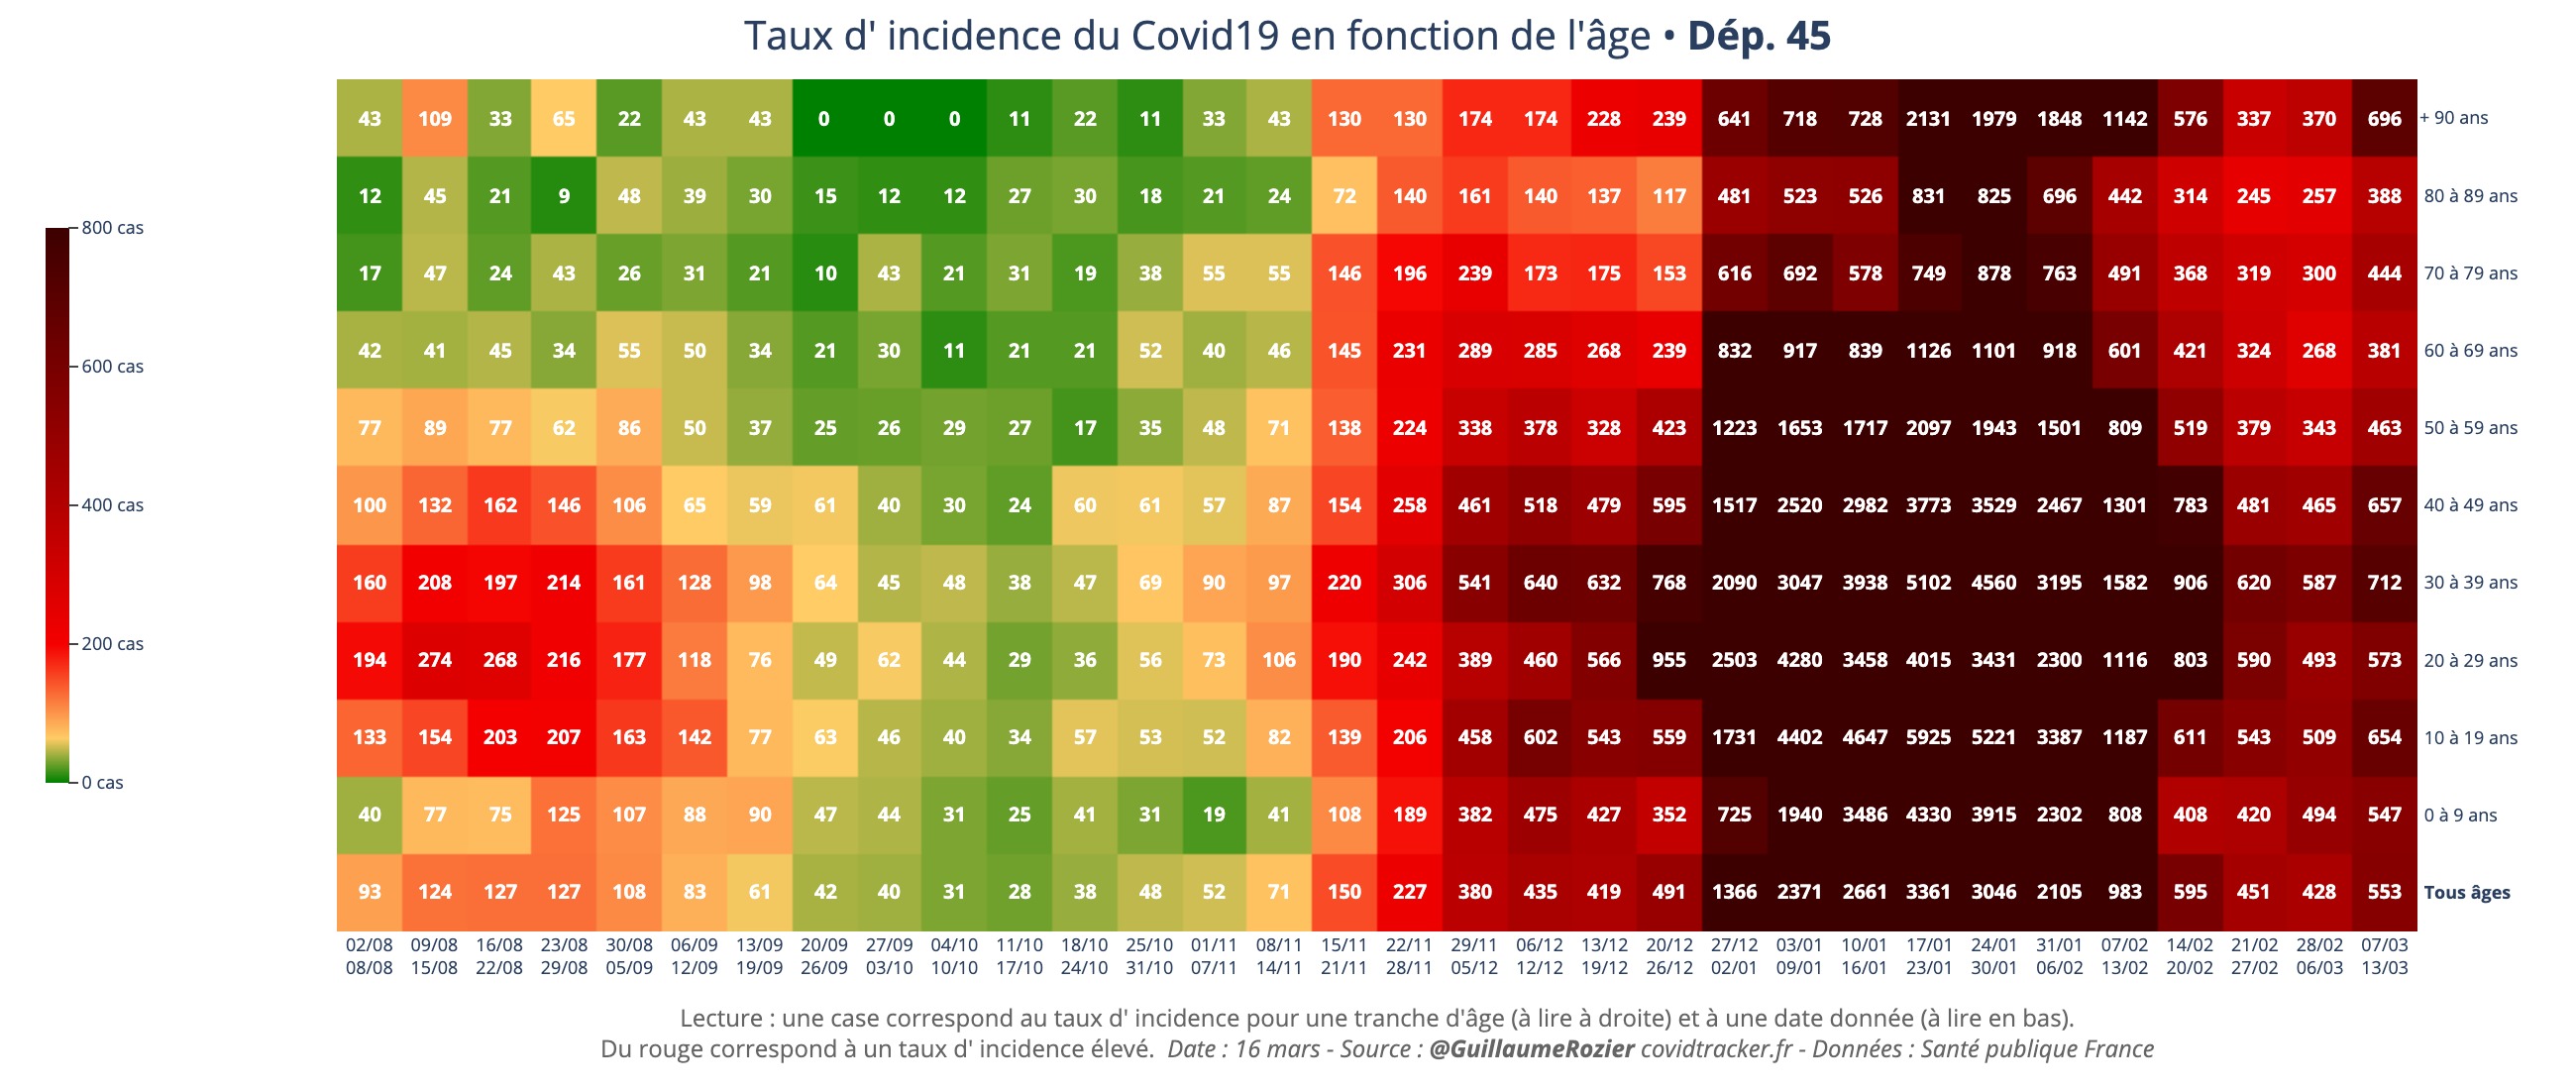 Taux d' incidence du Covid19 en fonction de l'âge • Dép. 45
43 109 33 65 22 43 43 0 0 0 11 22 11 33 43 130 130 174 174 228 239 641 718 728 2131 1979 1848 1142 576 337 370 696 + 90 ans
12 45 21 9 48 39 30 15 12 12 27 30 18 21 24 72 140 161 140 137 117 481 523 526 831 825 696 442 314 245 257 388 80 à 89 ans
17 47 24 43 26 31 21 10 43 21 31 19 38 55 55 146 196 239 173 175 153 616 692 578 749 878 763 491 368 319 300 444 70 à 79 ans
42 41 45 34 55 50 34 21 30 11 21 21 52 40 46 145 231 289 285 268 239 832 917 839 1126 1101 918 601 421 324 268 381 60 à 69 ans
77 89 77 62 86 50 37 25 26 29 27 17 35 48 71 138 224 338 378 328 423 1223 1653 1717 2097 1943 1501 809 519 379 343 463 50 à 59 ans
100 132 162 146 106 65 59 61 40 30 24 60 61 57 87 154 258 461 518 479 595 1517 2520 2982 3773 3529 2467 1301 783 481 465 657 40 à 49 ans
160 208 197 214 161 128 98 64 45 48 38 47 69 90 97 220 306 541 640 632 768 2090 3047 3938 5102 4560 3195 1582 906 620 587 712 30 à 39 ans
194 274 268 216 177 118 76 49 62 44 29 36 56 73 106 190 242 389 460 566 955 2503 4280 3458 4015 3431 2300 1116 803 590 493 573 20 à 29 ans
133 154 203 207 163 142 77 63 46 40 34 57 53 52 82 139 206 458 602 543 559 1731 4402 4647 5925 5221 3387 1187 611 543 509 654 10 à 19 ans
40 77 75 125 107 88 90 47 44 31 25 41 31 19 41 108 189 382 475 427 352 725 1940 3486 4330 3915 2302 808 408 420 494 547 0 à 9 ans
93 124 127 127 108 83 61 42 40 31 28 38 48 52 71 150 227 380 435 419 491 1366 2371 2661 3361 3046 2105 983 595 451 428 553 Tous âges
02/08 09/08 16/08 23/08 30/08 06/09 13/09 20/09 27/09 04/10 11/10 18/10 25/10 01/11 08/11 15/11 22/11 29/11 06/12 13/12 20/12 27/12 03/01 10/01 17/01 24/01 31/01 07/02 14/02 21/02 28/02 07/03
08/08 15/08 22/08 29/08 05/09 12/09 19/09 26/09 03/10 10/10 17/10 24/10 31/10 07/11 14/11 21/11 28/11 05/12 12/12 19/12 26/12 02/01 09/01 16/01 23/01 30/01 06/02 13/02 20/02 27/02 06/03 13/03
800 cas
600 cas
400 cas
200 cas
0 cas
Lecture : une case correspond au taux d' incidence pour une tranche d'âge (à lire à droite) et à une date donnée (à lire en bas).
Du rouge correspond à un taux d' incidence élevé. Date : 16 mars - Source : @GuillaumeRozier covidtracker.fr - Données : Santé publique France